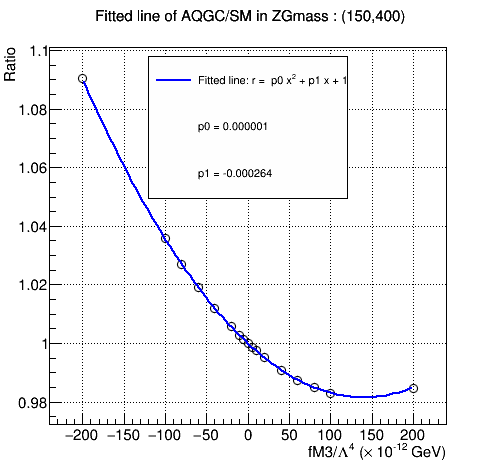 Fitted line of AQGC/SM in ZGmass : (150,400)
Ratio
1.1
1.08
1.06
1.04
1.02
1
0.98
Fitted line: r = p0 x² + p1 x + 1
p0 = 0.000001
p1 = -0.000264
−200 −150 −100 −50 0 50 100 150 200
fM3/Λ⁴ (× 10⁻¹² GeV)